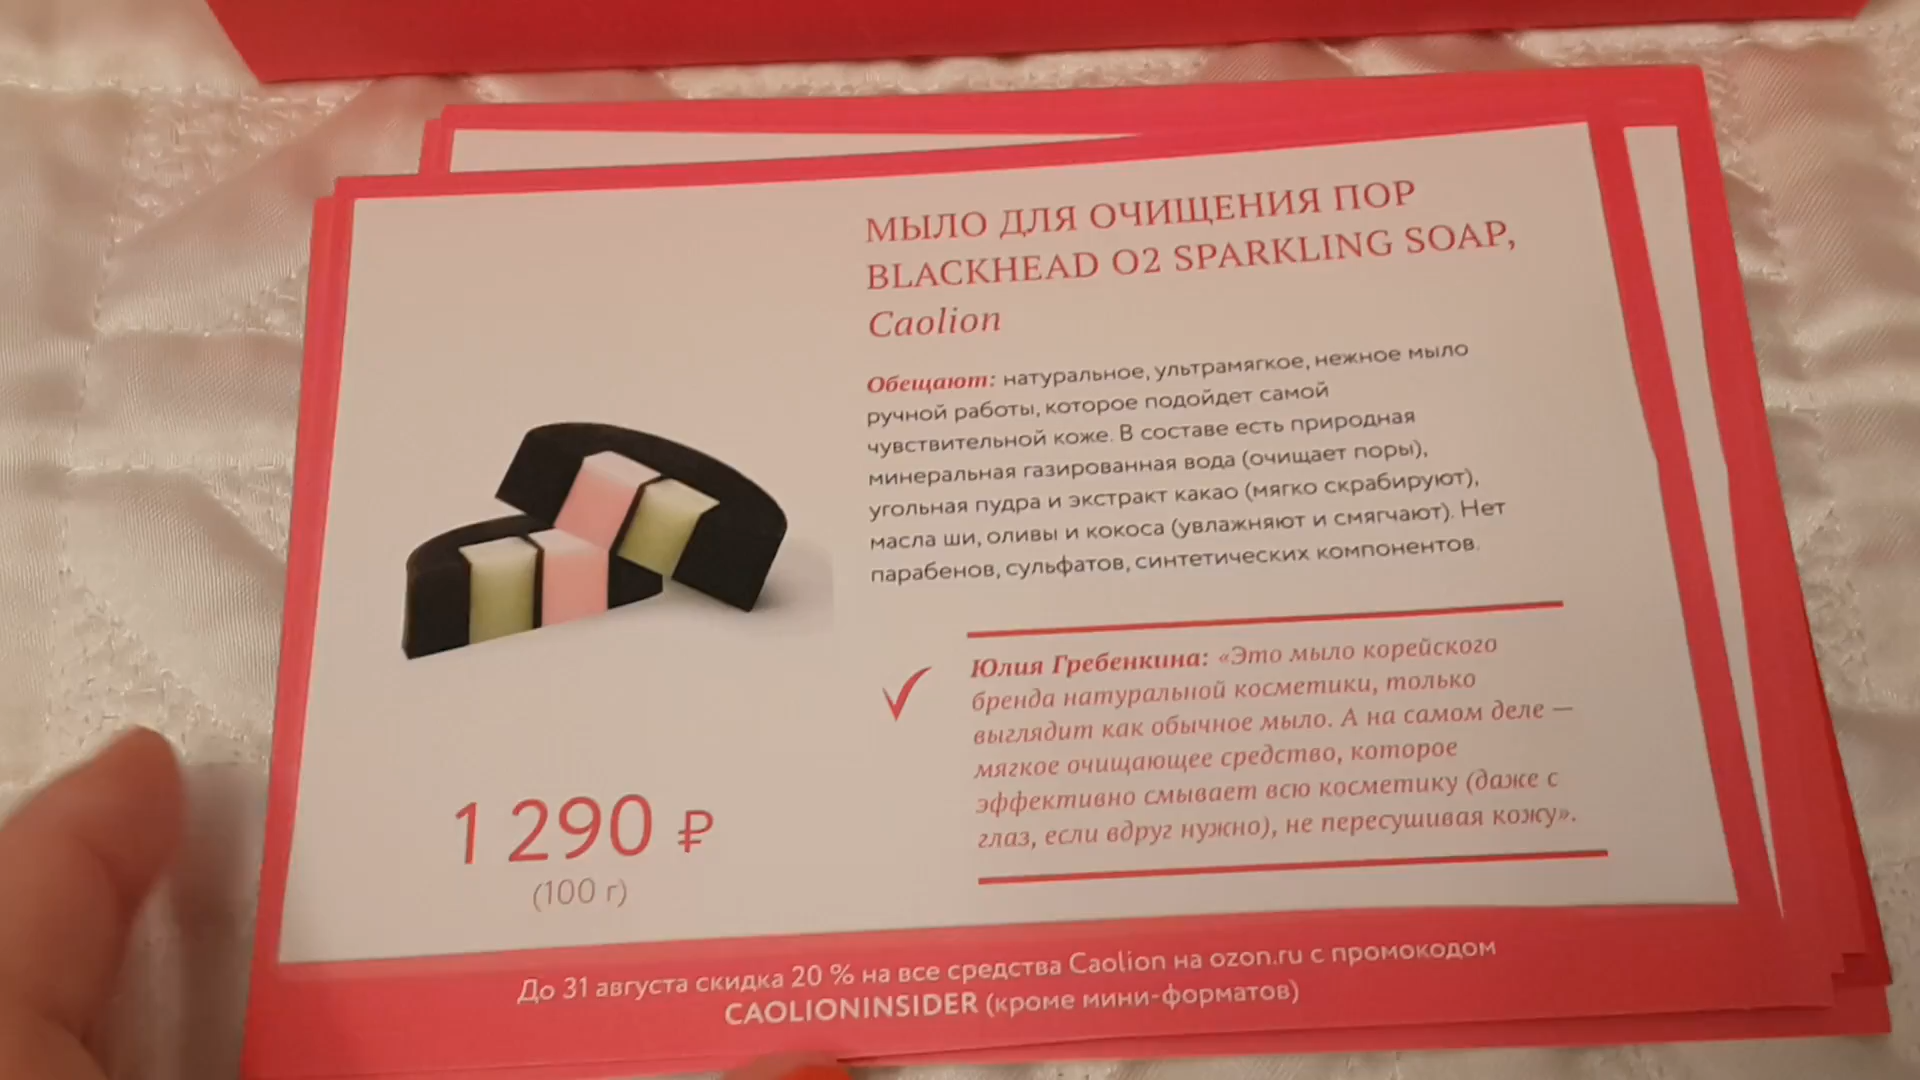 МЫЛО ДЛЯ ОЧИЩЕНИЯ ПОР
BLACKHEAD O2 SPARKLING SOAP,
Caolion
Обещают: натуральное, ультрамягкое, нежное мыло
ручной работы, которое подойдет самой
чувствительной коже. В составе есть природная
минеральная газированная вода (очищает поры),
угольная пудра и экстракт какао (мягко скрабируют),
масла ши, оливы и кокоса (увлажняют и смягчают). Нет
парабенов, сульфатов, синтетических компонентов.
Юлия Гребенкина: «Это мыло корейского
бренда натуральной косметики, только
выглядит как обычное мыло. А на самом деле —
мягкое очищающее средство, которое
эффективно смывает всю косметику (даже с
глаз, если вдруг нужно), не пересушивая кожу».
1 290 ₽
(100 г)
До 31 августа скидка 20 % на все средства Caolion на ozon.ru с промокодом
CAOLIONINSIDER (кроме мини-форматов)